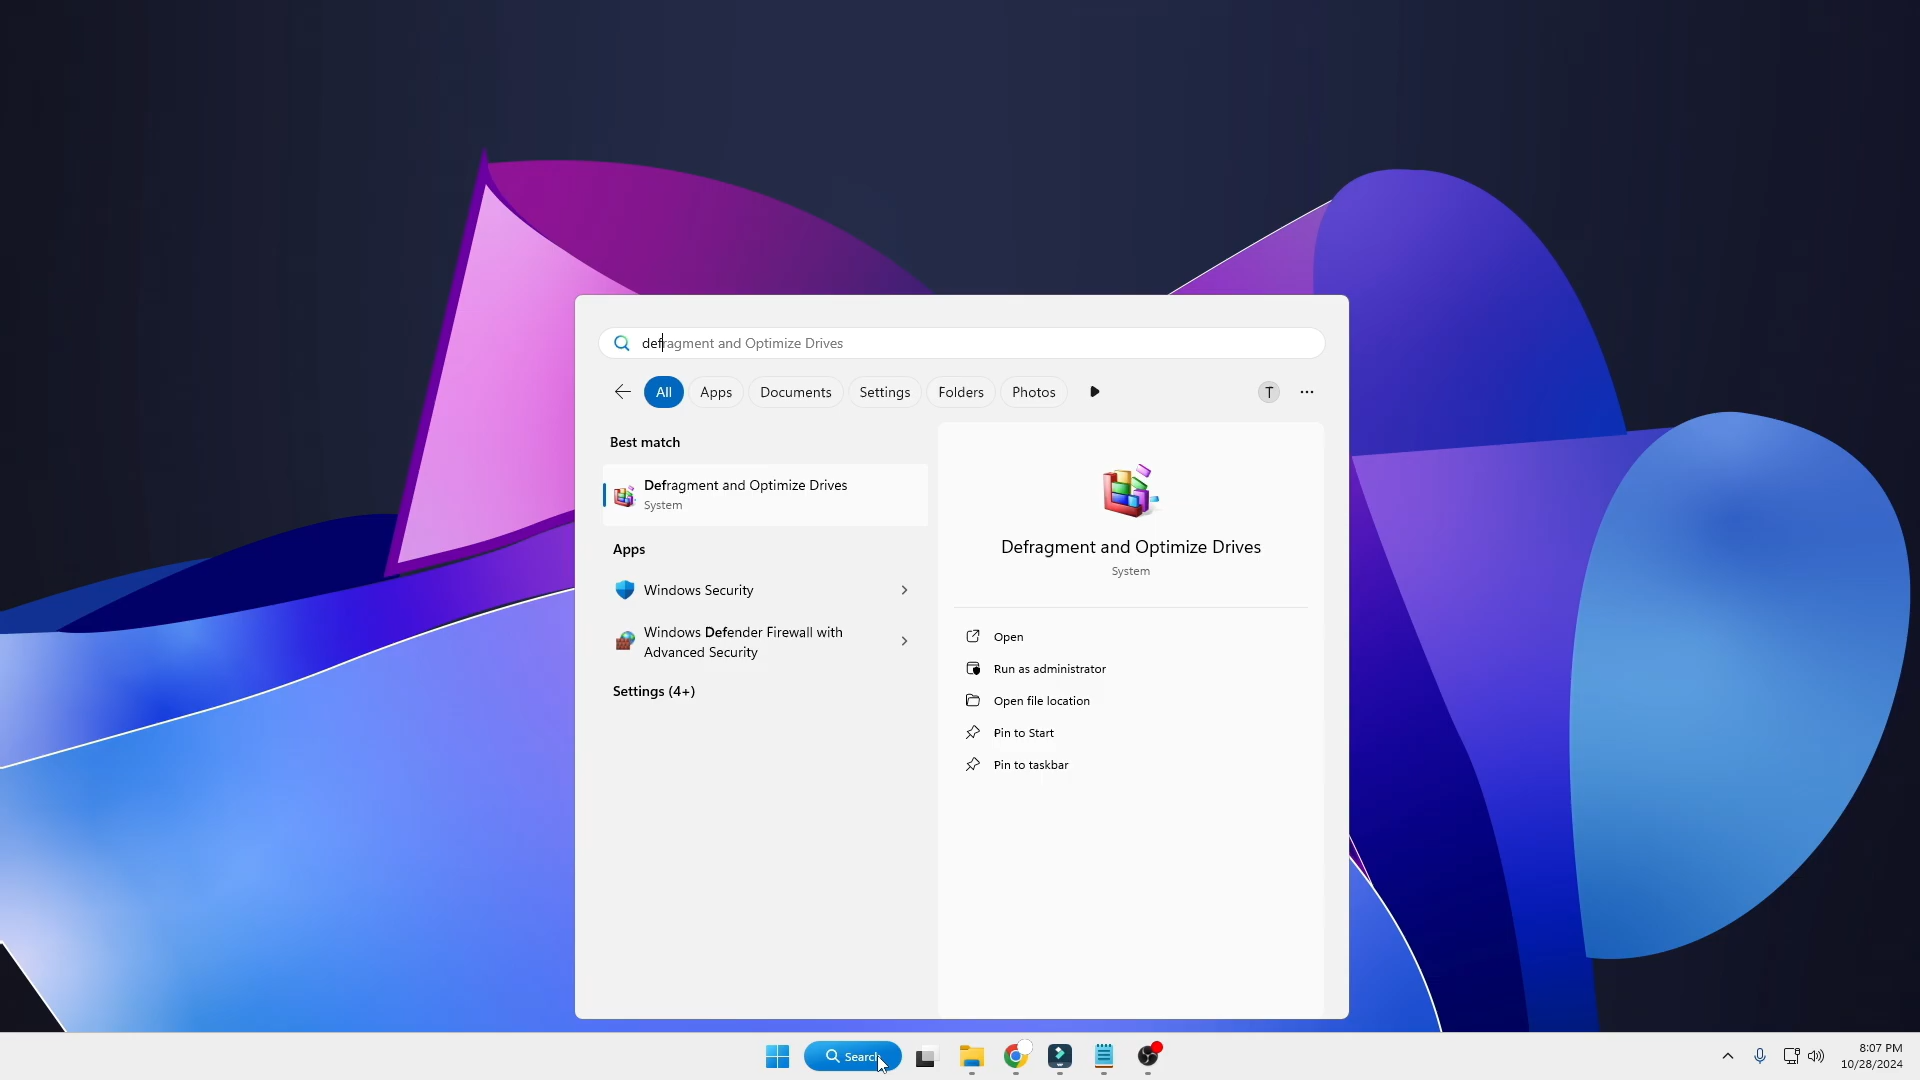 defragment and Optimize Drives
All
Apps
Documents
Settings
Folders
Photos
T
Best match
Defragment and Optimize Drives
System
Apps
Windows Security
Windows Defender Firewall with
Advanced Security
Settings (4+)
Defragment and Optimize Drives
System
Open
Run as administrator
Open file location
Pin to Start
Pin to taskbar
Search
8:07 PM
10/28/2024